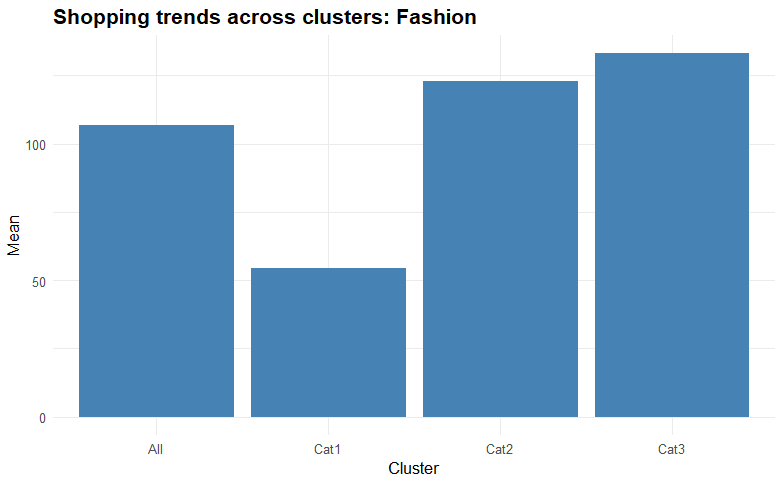 Shopping trends across clusters: Fashion
Mean
100
50
0
All Cat1 Cat2 Cat3
Cluster